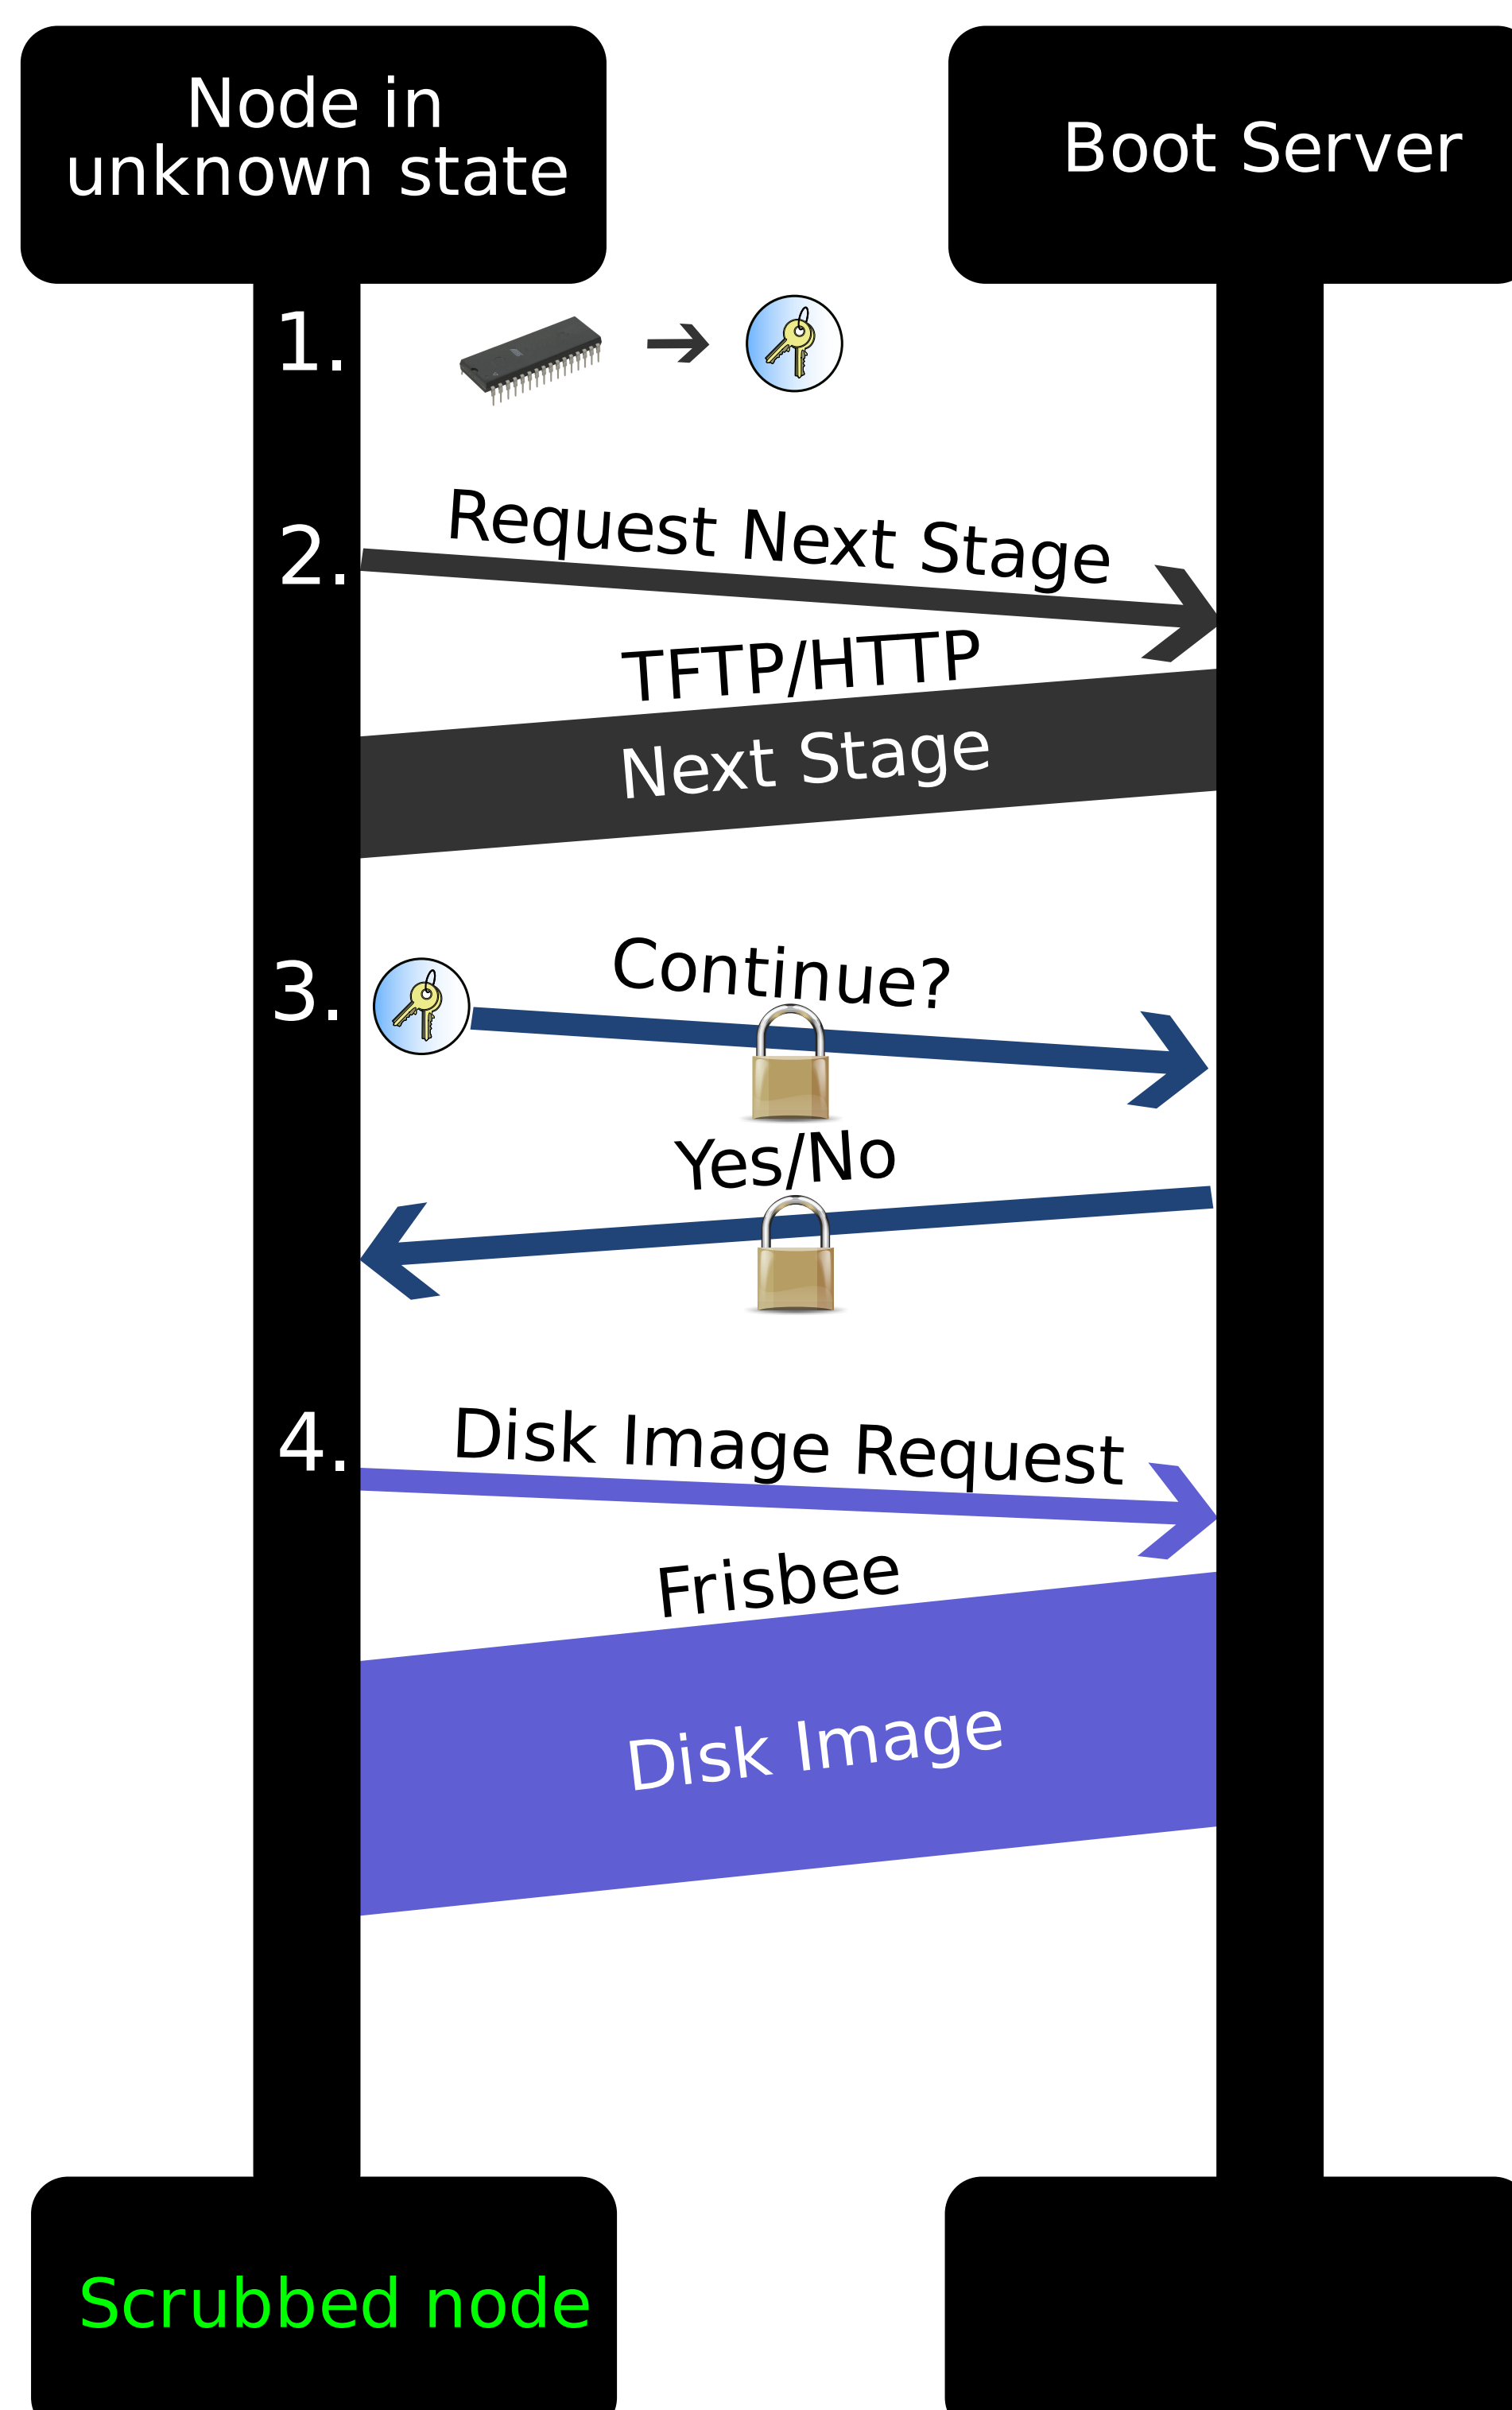 Node in
unknown state
Boot Server
1.
2.
Request Next Stage
TFTP/HTTP
Next Stage
3.
Continue?
Yes/No
4.
Disk Image Request
Frisbee
Disk Image
Scrubbed node